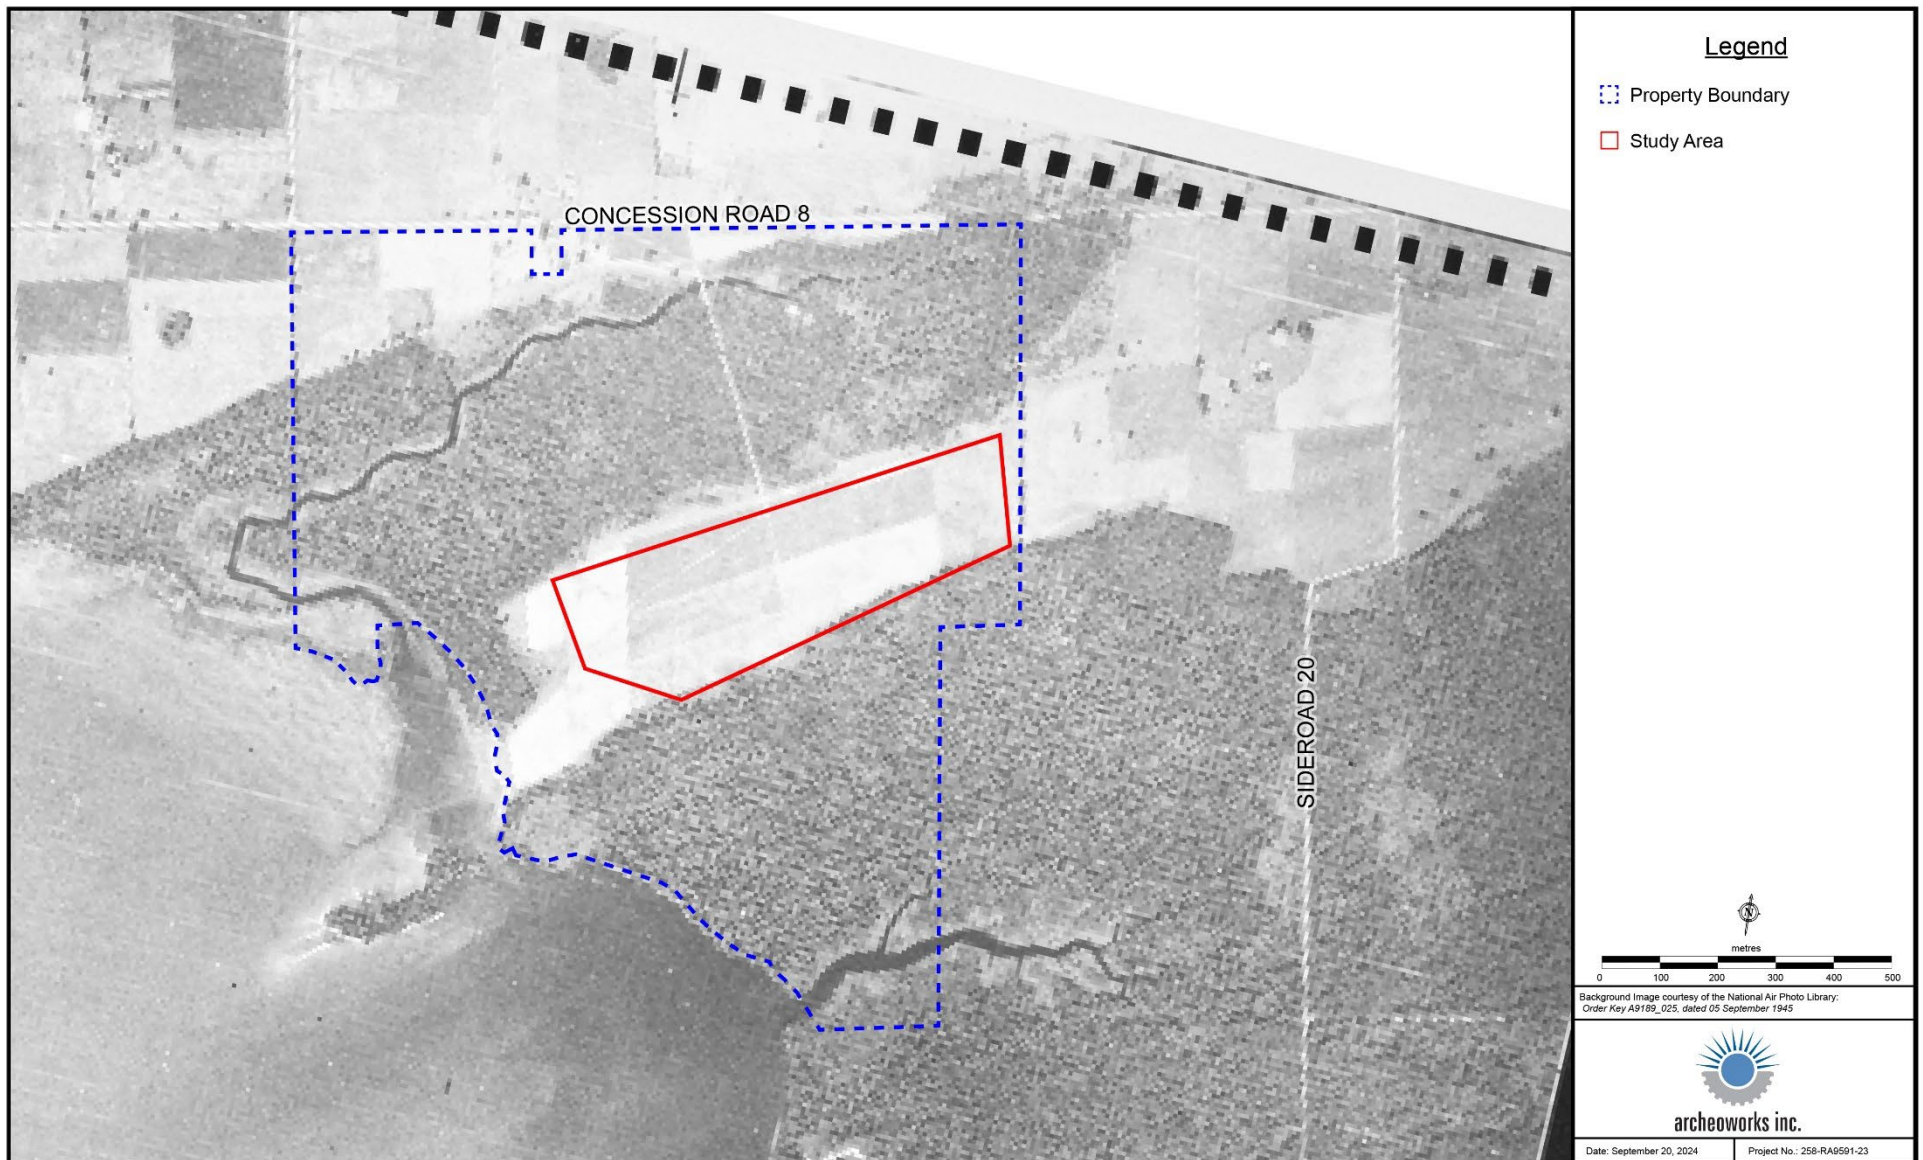 CONCESSION ROAD 8
SIDEROAD 20
Legend
Property Boundary
Study Area
N
metres
0 100 200 300 400 500
Background Image courtesy of the National Air Photo Library:
Order Key A9189_025, dated 05 September 1945
archeoworks inc.
Date: September 20, 2024
Project No.: 258-RA9591-23